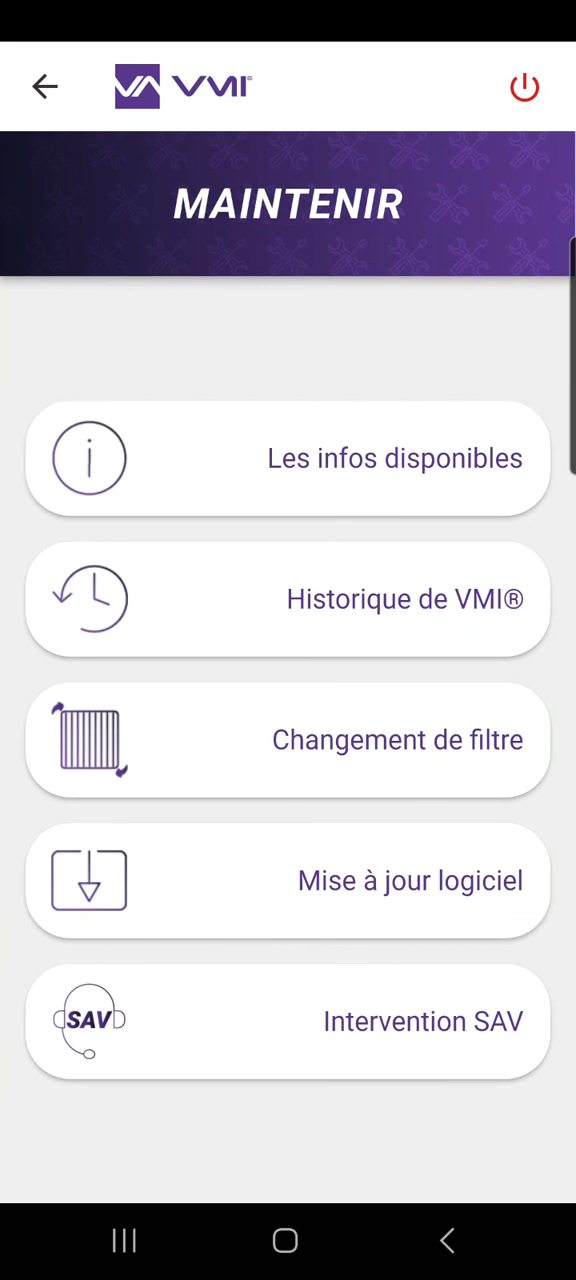 VMI®
MAINTENIR
Les infos disponibles
Historique de VMI®
Changement de filtre
Mise à jour logiciel
SAV
Intervention SAV